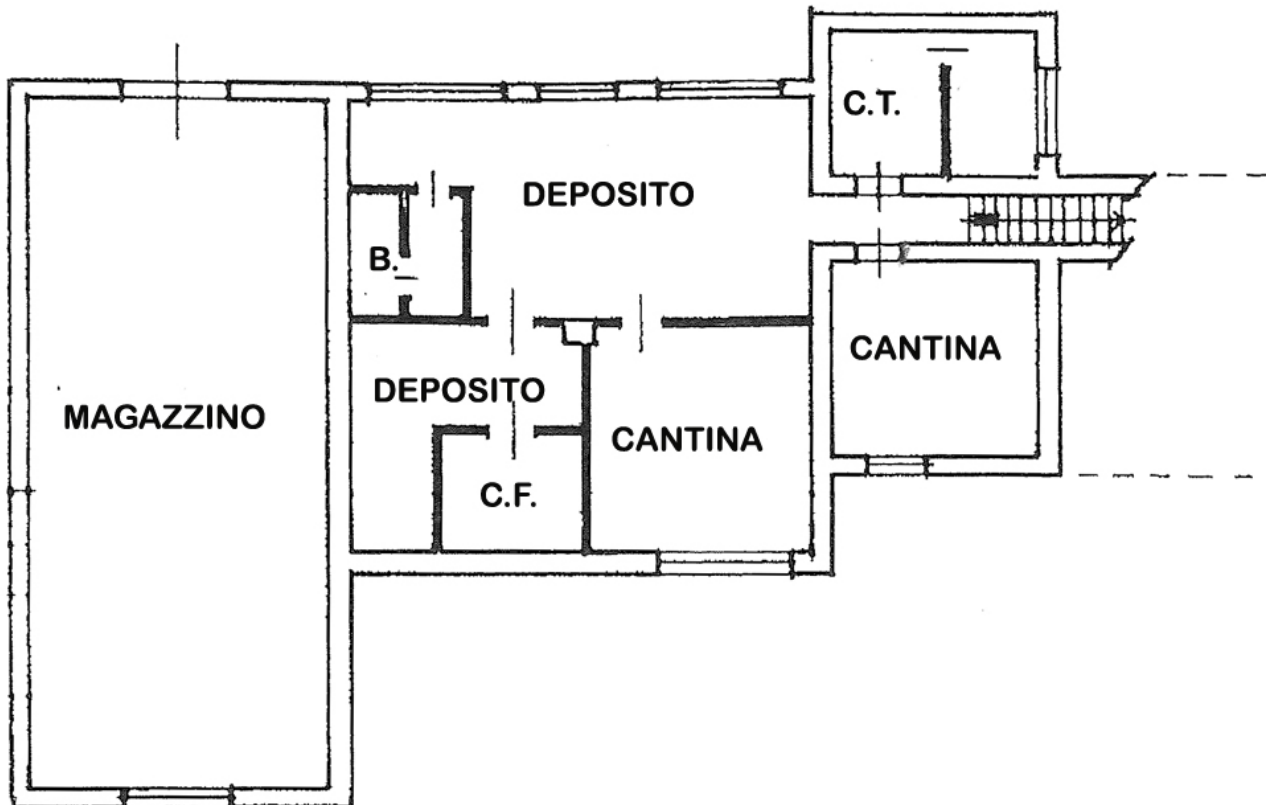 C.T.
DEPOSITO
B.
CANTINA
DEPOSITO
MAGAZZINO
CANTINA
C.F.